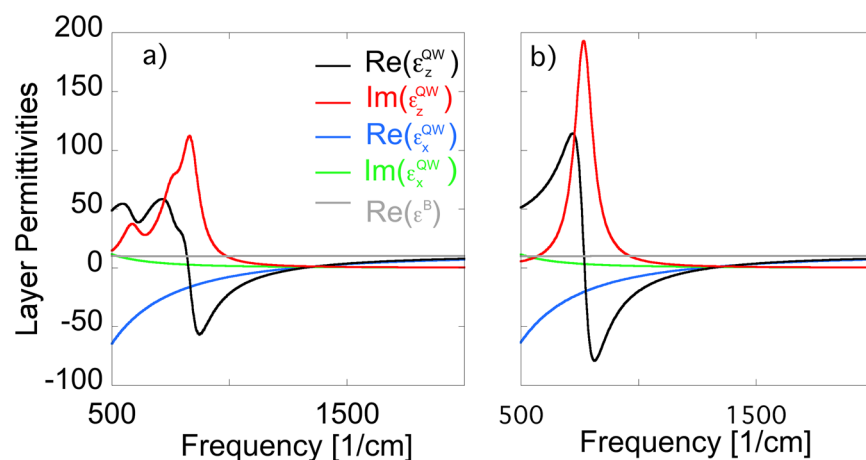 a)
b)
Layer Permittivities
200
150
100
50
0
-50
-100
Re(ε_z^QW)
Im(ε_z^QW)
Re(ε_x^QW)
Im(ε_x^QW)
Re(ε^B)
500
1500
Frequency [1/cm]
500
1500
Frequency [1/cm]